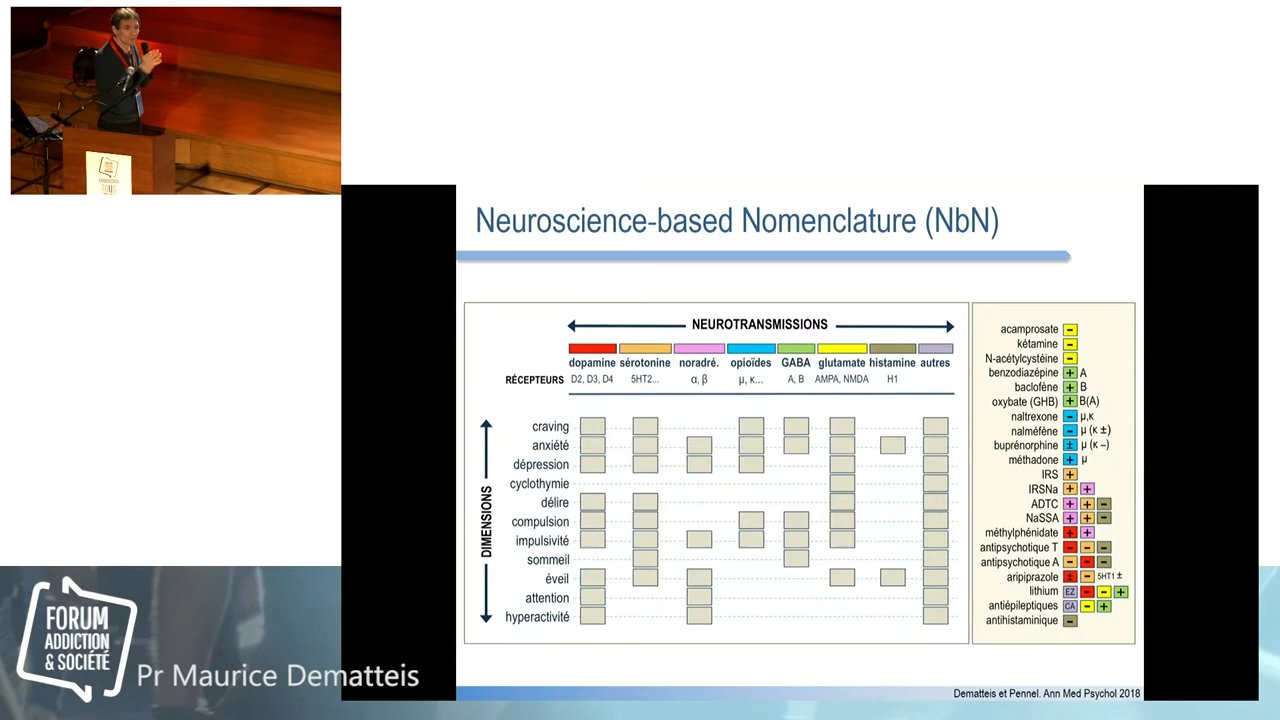 Neuroscience-based Nomenclature (NbN)
NEUROTRANSMISSIONS
dopamine sérotonine noradré. opioïdes GABA glutamate histamine autres
RÉCEPTEURS D2, D3, D4 5HT2... α, β μ, κ... A, B AMPA, NMDA H1
DIMENSIONS
craving
anxiété
dépression
cyclothymie
délire
compulsion
impulsivité
sommeil
éveil
attention
hyperactivité
acamprosate -
kétamine -
N-acétylcystéine -
benzodiazépine + A
baclofène + B
oxybate (GHB) + B(A)
naltrexone - μ,κ
nalméfène - μ (κ ±)
buprénorphine ± μ (κ –)
méthadone + μ
IRS +
IRSNa + +
ADTC + + -
NaSSA + + -
méthylphénidate + +
antipsychotique T - - -
antipsychotique A - - -
aripiprazole ± - 5HT1 ±
lithium EZ - - +
antiépileptiques CA - +
antihistaminique -
Dematteis et Pennel. Ann Med Psychol 2018
FORUM
ADDICTION
& SOCIÉTÉ
Pr Maurice Dematteis